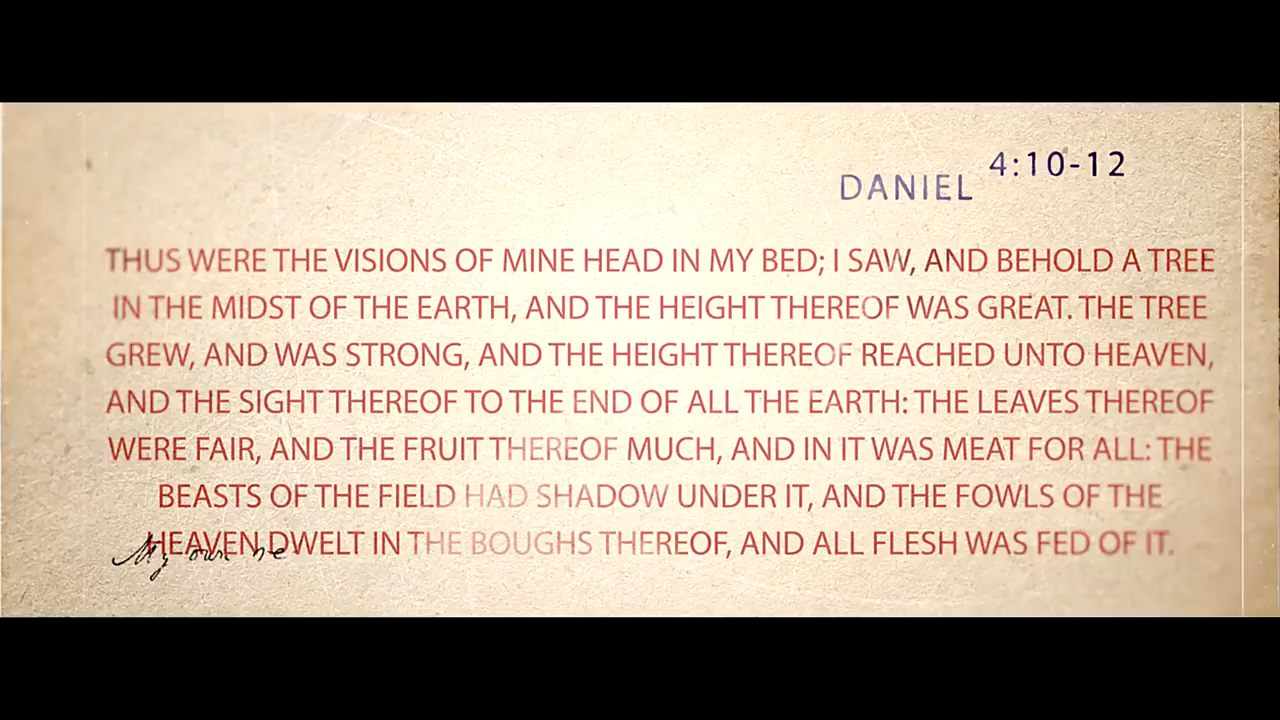 DANIEL 4:10-12
THUS WERE THE VISIONS OF MINE HEAD IN MY BED; I SAW, AND BEHOLD A TREE
IN THE MIDST OF THE EARTH, AND THE HEIGHT THEREOF WAS GREAT. THE TREE
GREW, AND WAS STRONG, AND THE HEIGHT THEREOF REACHED UNTO HEAVEN,
AND THE SIGHT THEREOF TO THE END OF ALL THE EARTH: THE LEAVES THEREOF
WERE FAIR, AND THE FRUIT THEREOF MUCH, AND IN IT WAS MEAT FOR ALL: THE
BEASTS OF THE FIELD HAD SHADOW UNDER IT, AND THE FOWLS OF THE
HEAVEN DWELT IN THE BOUGHS THEREOF, AND ALL FLESH WAS FED OF IT.
My own ne